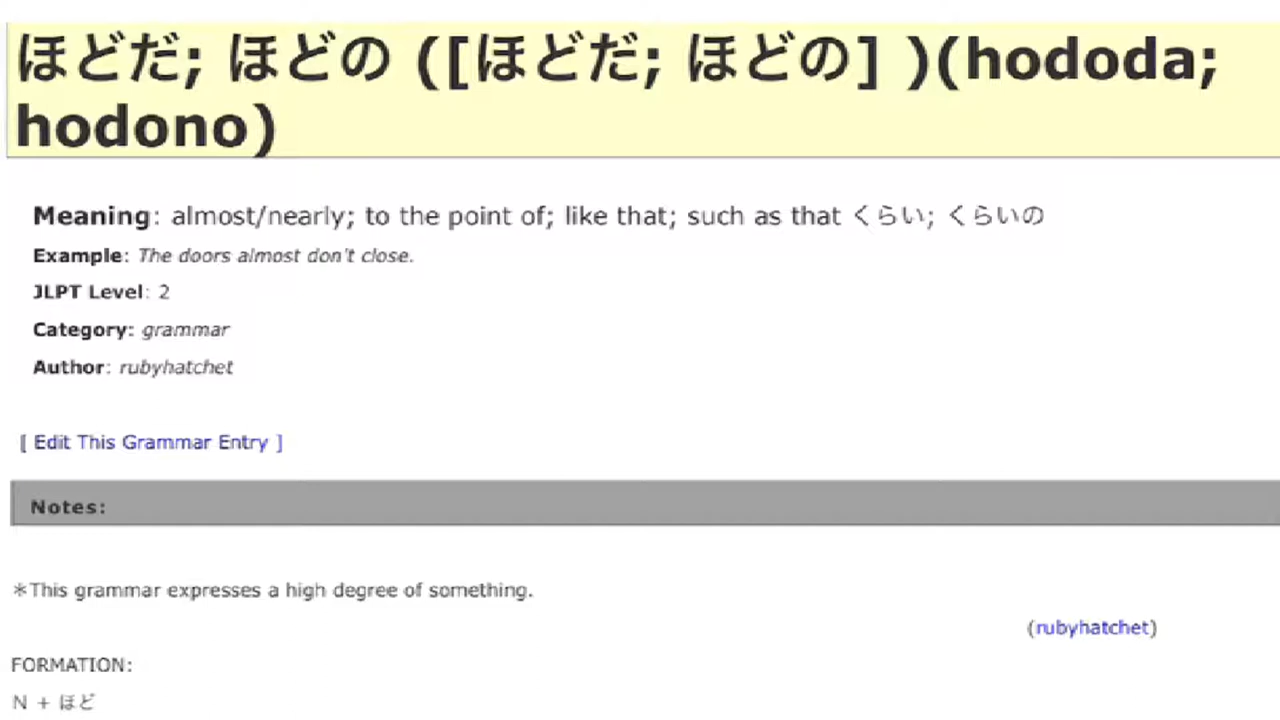 ほどだ; ほどの ([ほどだ; ほどの] )(hododa;
hodono)
Meaning: almost/nearly; to the point of; like that; such as that くらい; くらいの
Example: The doors almost don't close.
JLPT Level: 2
Category: grammar
Author: rubyhatchet
[ Edit This Grammar Entry ]
Notes:
＊This grammar expresses a high degree of something.
(rubyhatchet)
FORMATION:
N + ほど